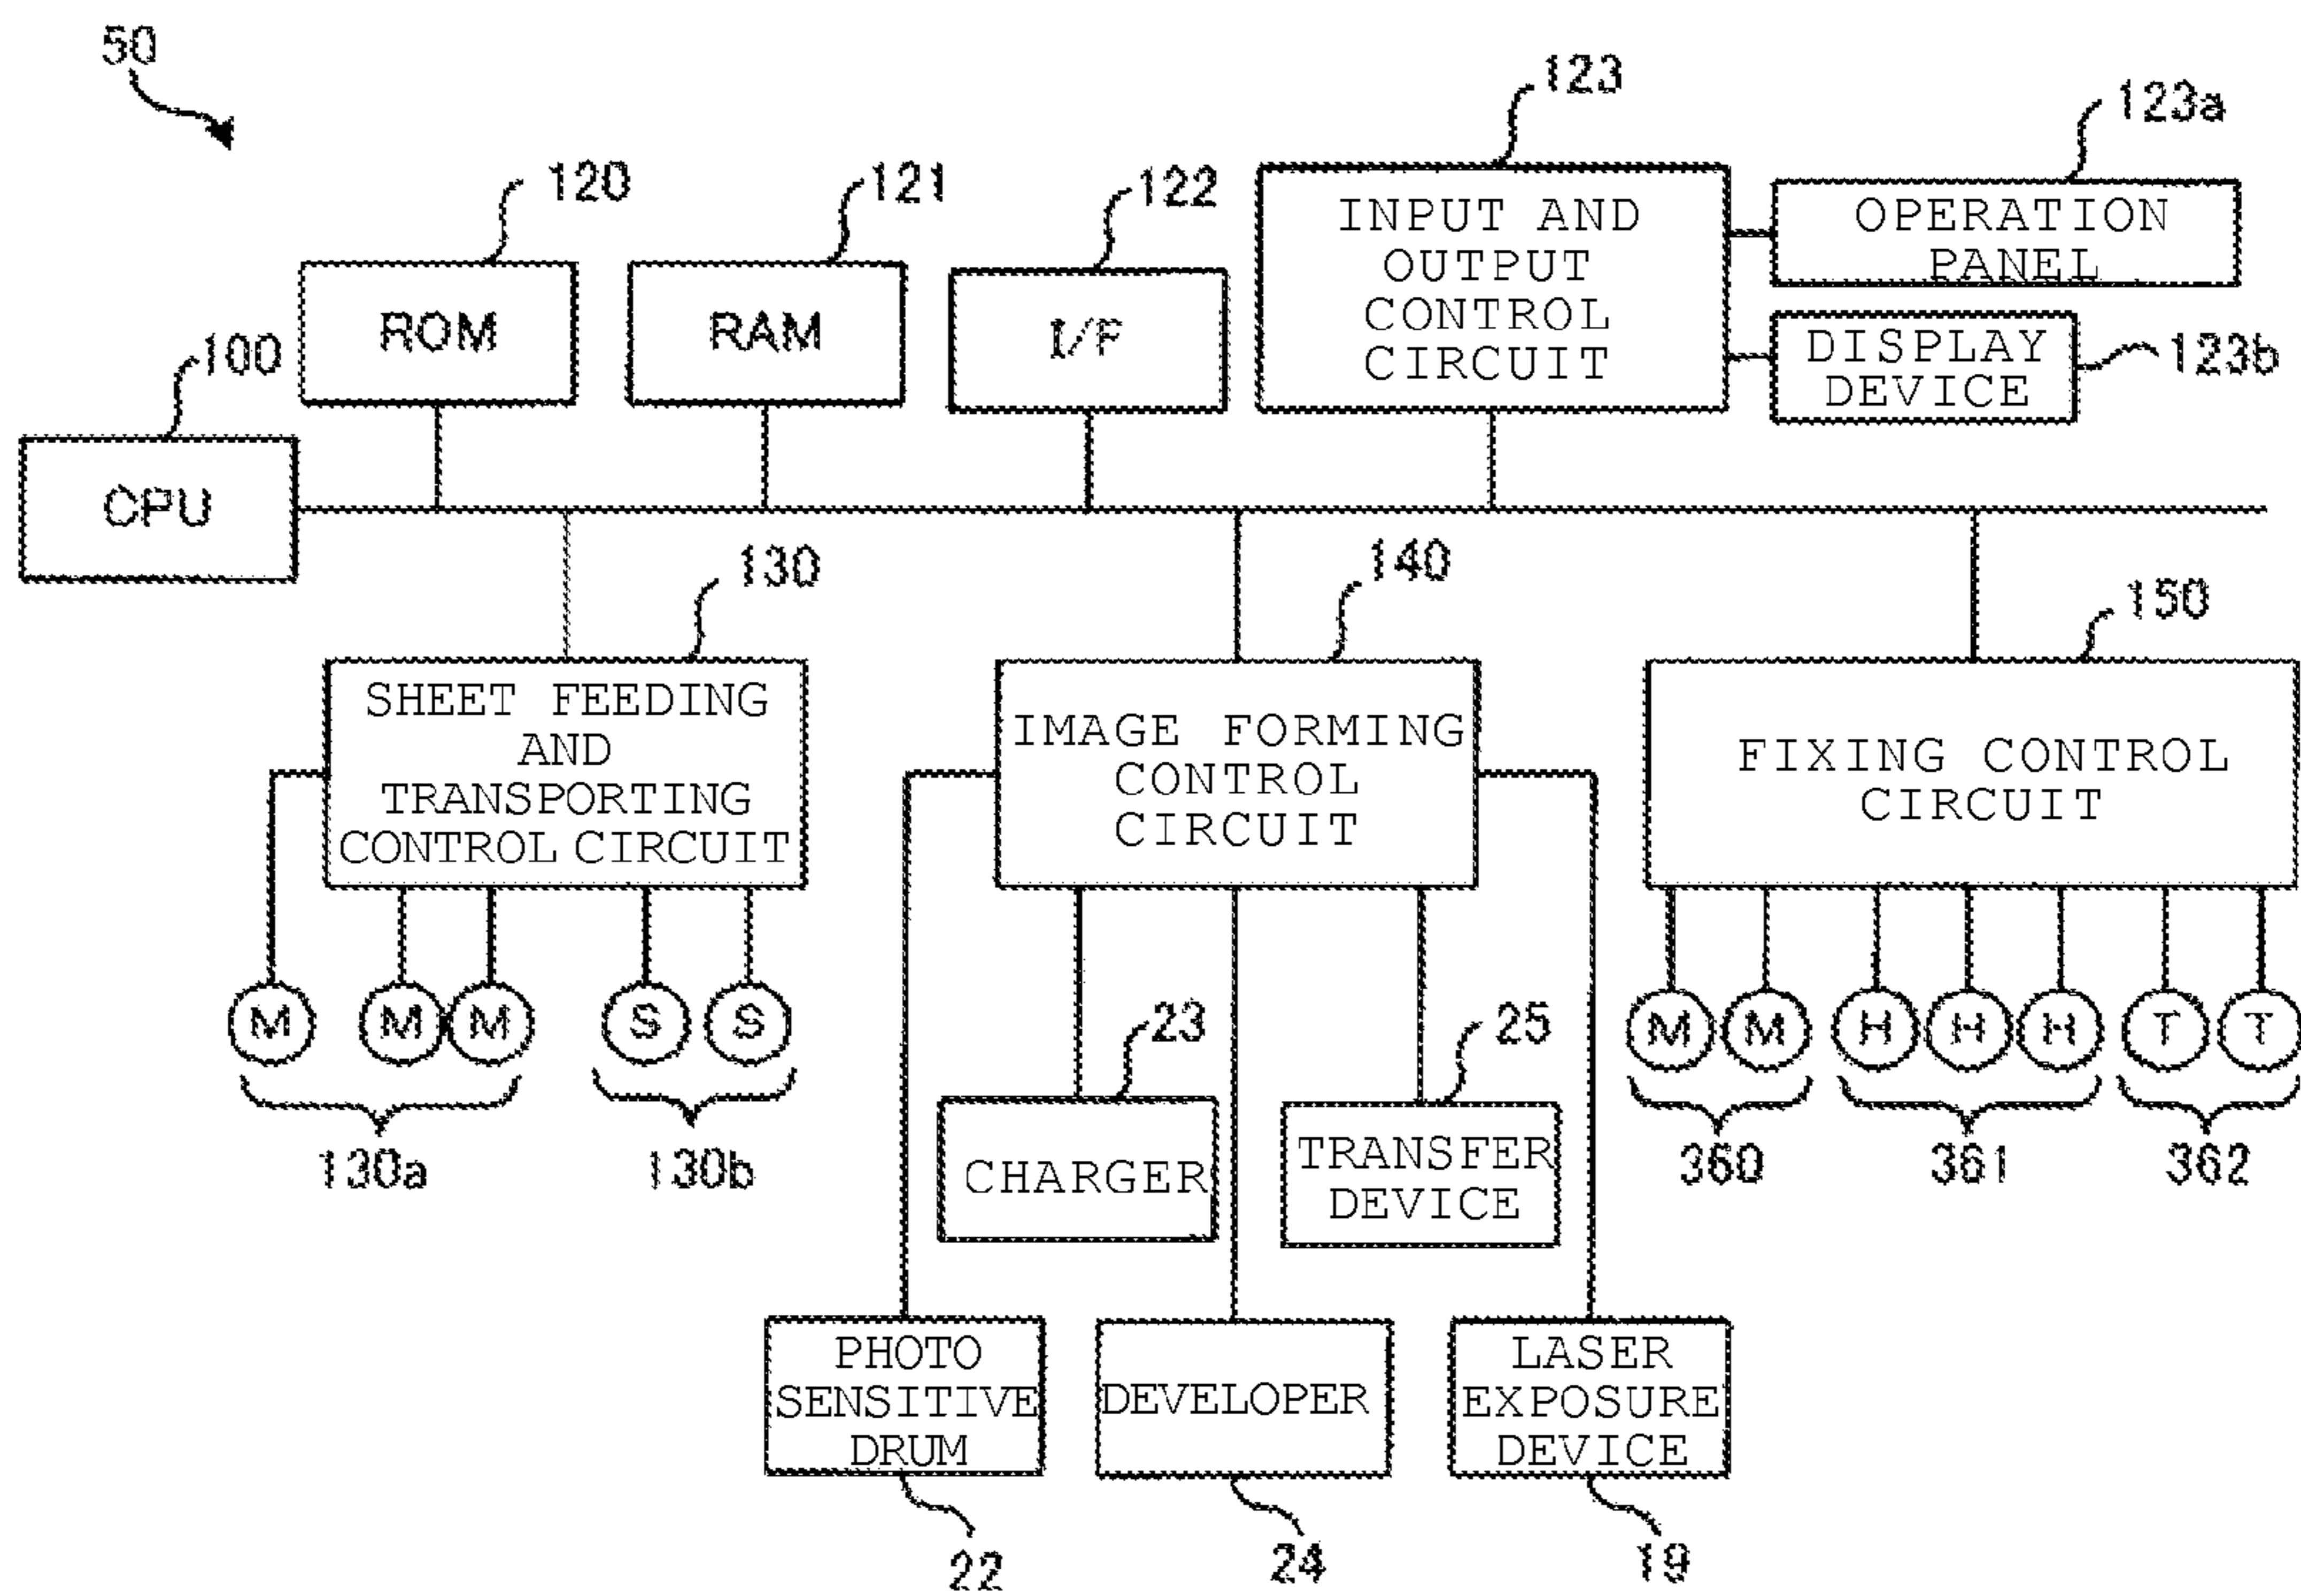 50
123
123a
120
121
122
INPUT AND
OUTPUT
CONTROL
CIRCUIT
OPERATION
PANEL
ROM
RAM
I/F
DISPLAY
DEVICE
123b
100
CPU
130
140
150
SHEET FEEDING
AND
TRANSPORTING
CONTROL CIRCUIT
IMAGE FORMING
CONTROL
CIRCUIT
FIXING CONTROL
CIRCUIT
M M M S S
M M H H H T T
130a 130b
360 361 362
23
25
CHARGER
TRANSFER
DEVICE
PHOTO
SENSITIVE
DRUM
DEVELOPER
LASER
EXPOSURE
DEVICE
22
24
19